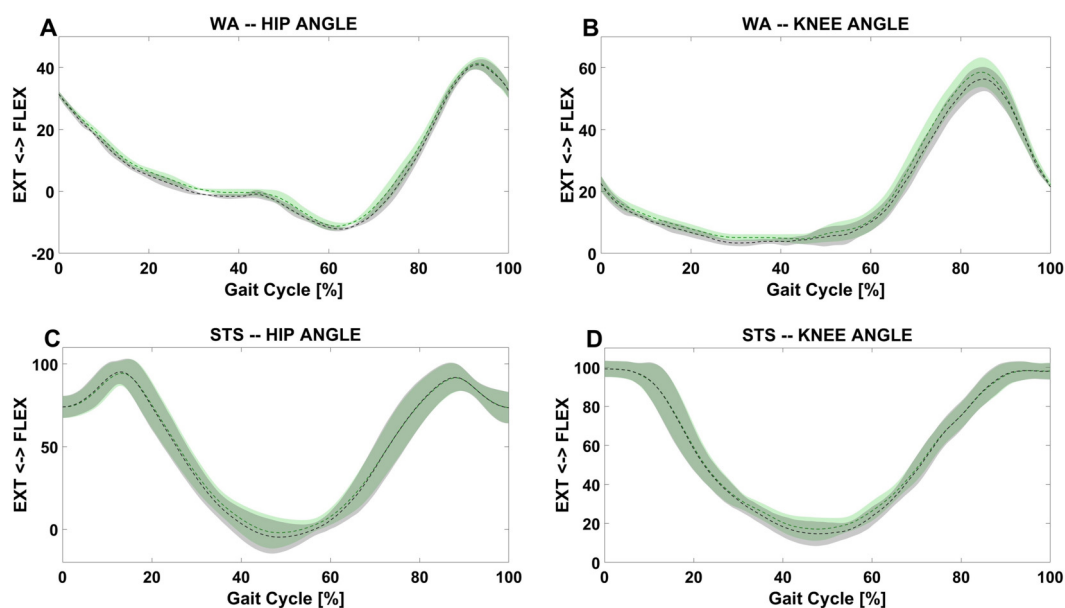 A
WA -- HIP ANGLE
EXT <-> FLEX
40
20
0
-20
0 20 40 60 80 100
Gait Cycle [%]
B
WA -- KNEE ANGLE
EXT <-> FLEX
60
40
20
0
0 20 40 60 80 100
Gait Cycle [%]
C
STS -- HIP ANGLE
EXT <-> FLEX
100
50
0
0 20 40 60 80 100
Gait Cycle [%]
D
STS -- KNEE ANGLE
EXT <-> FLEX
100
80
60
40
20
0
0 20 40 60 80 100
Gait Cycle [%]